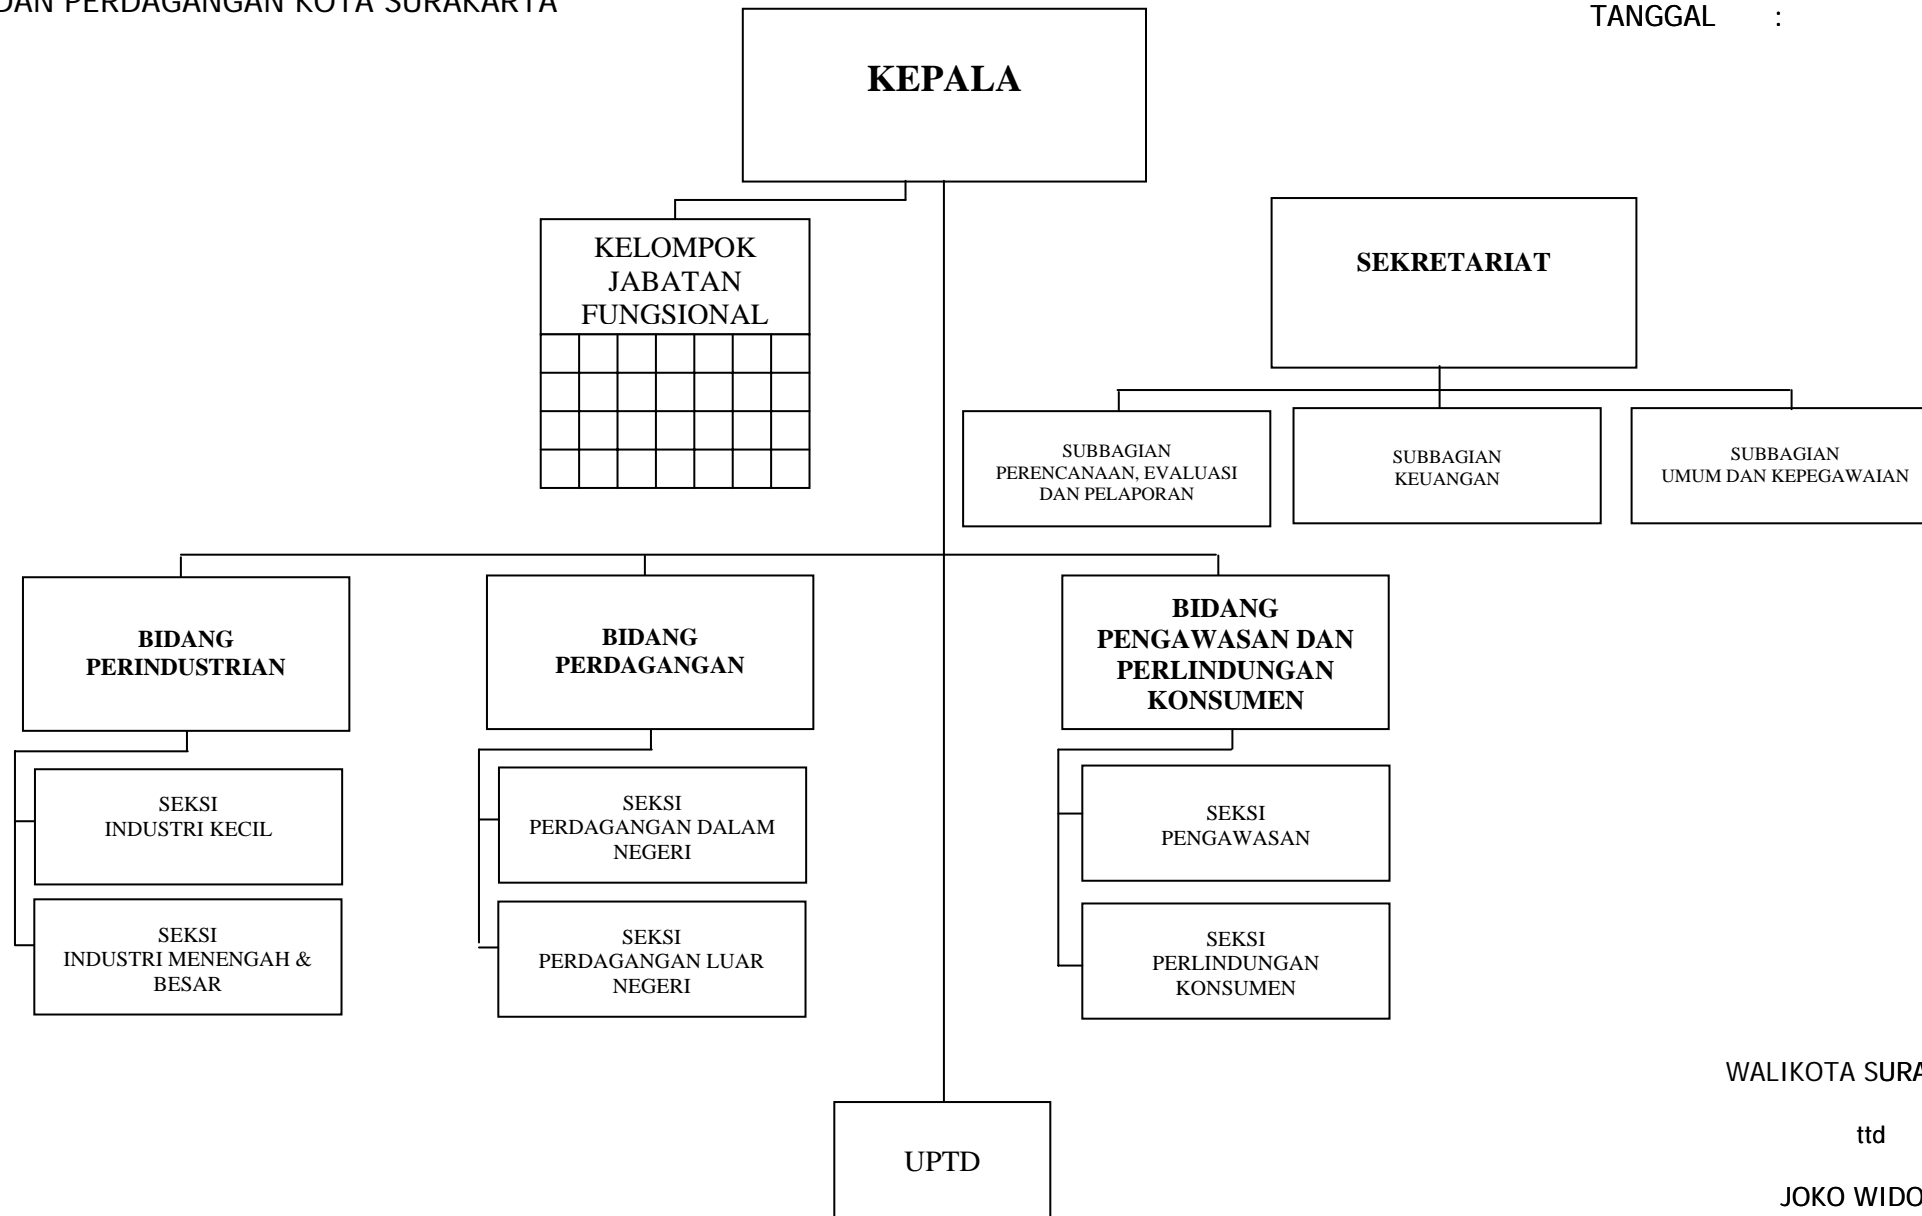 DAN PERDAGANGAN KOTA SURAKARTA
TANGGAL :
KEPALA
KELOMPOK
JABATAN
FUNGSIONAL
SEKRETARIAT
SUBBAGIAN
PERENCANAAN, EVALUASI
DAN PELAPORAN
SUBBAGIAN
KEUANGAN
SUBBAGIAN
UMUM DAN KEPEGAWAIAN
BIDANG
PERINDUSTRIAN
BIDANG
PERDAGANGAN
BIDANG
PENGAWASAN DAN
PERLINDUNGAN
KONSUMEN
SEKSI
INDUSTRI KECIL
SEKSI
PERDAGANGAN DALAM
NEGERI
SEKSI
PENGAWASAN
SEKSI
INDUSTRI MENENGAH &
BESAR
SEKSI
PERDAGANGAN LUAR
NEGERI
SEKSI
PERLINDUNGAN
KONSUMEN
WALIKOTA SURA
ttd
JOKO WIDO
UPTD